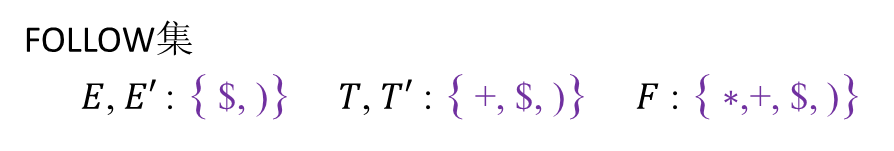 FOLLOW集
E, E′ : { $, )} T, T′ : { +, $, )} F : { *,+, $, )}